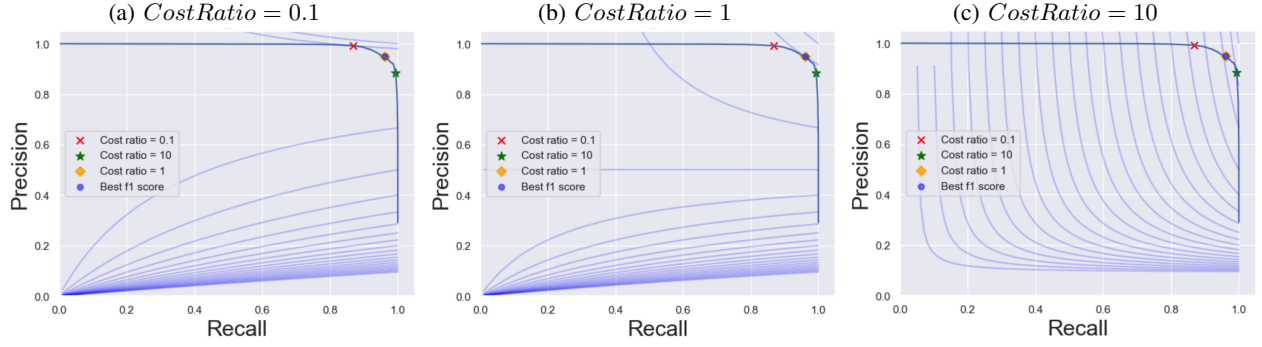 (a) CostRatio = 0.1
1.0
0.8
0.6
0.4
0.2
0.0
Precision
Cost ratio = 0.1
Cost ratio = 10
Cost ratio = 1
Best f1 score
0.0 0.2 0.4 0.6 0.8 1.0
Recall
(b) CostRatio = 1
1.0
0.8
0.6
0.4
0.2
0.0
Precision
Cost ratio = 0.1
Cost ratio = 10
Cost ratio = 1
Best f1 score
0.0 0.2 0.4 0.6 0.8 1.0
Recall
(c) CostRatio = 10
1.0
0.8
0.6
0.4
0.2
0.0
Precision
Cost ratio = 0.1
Cost ratio = 10
Cost ratio = 1
Best f1 score
0.0 0.2 0.4 0.6 0.8 1.0
Recall